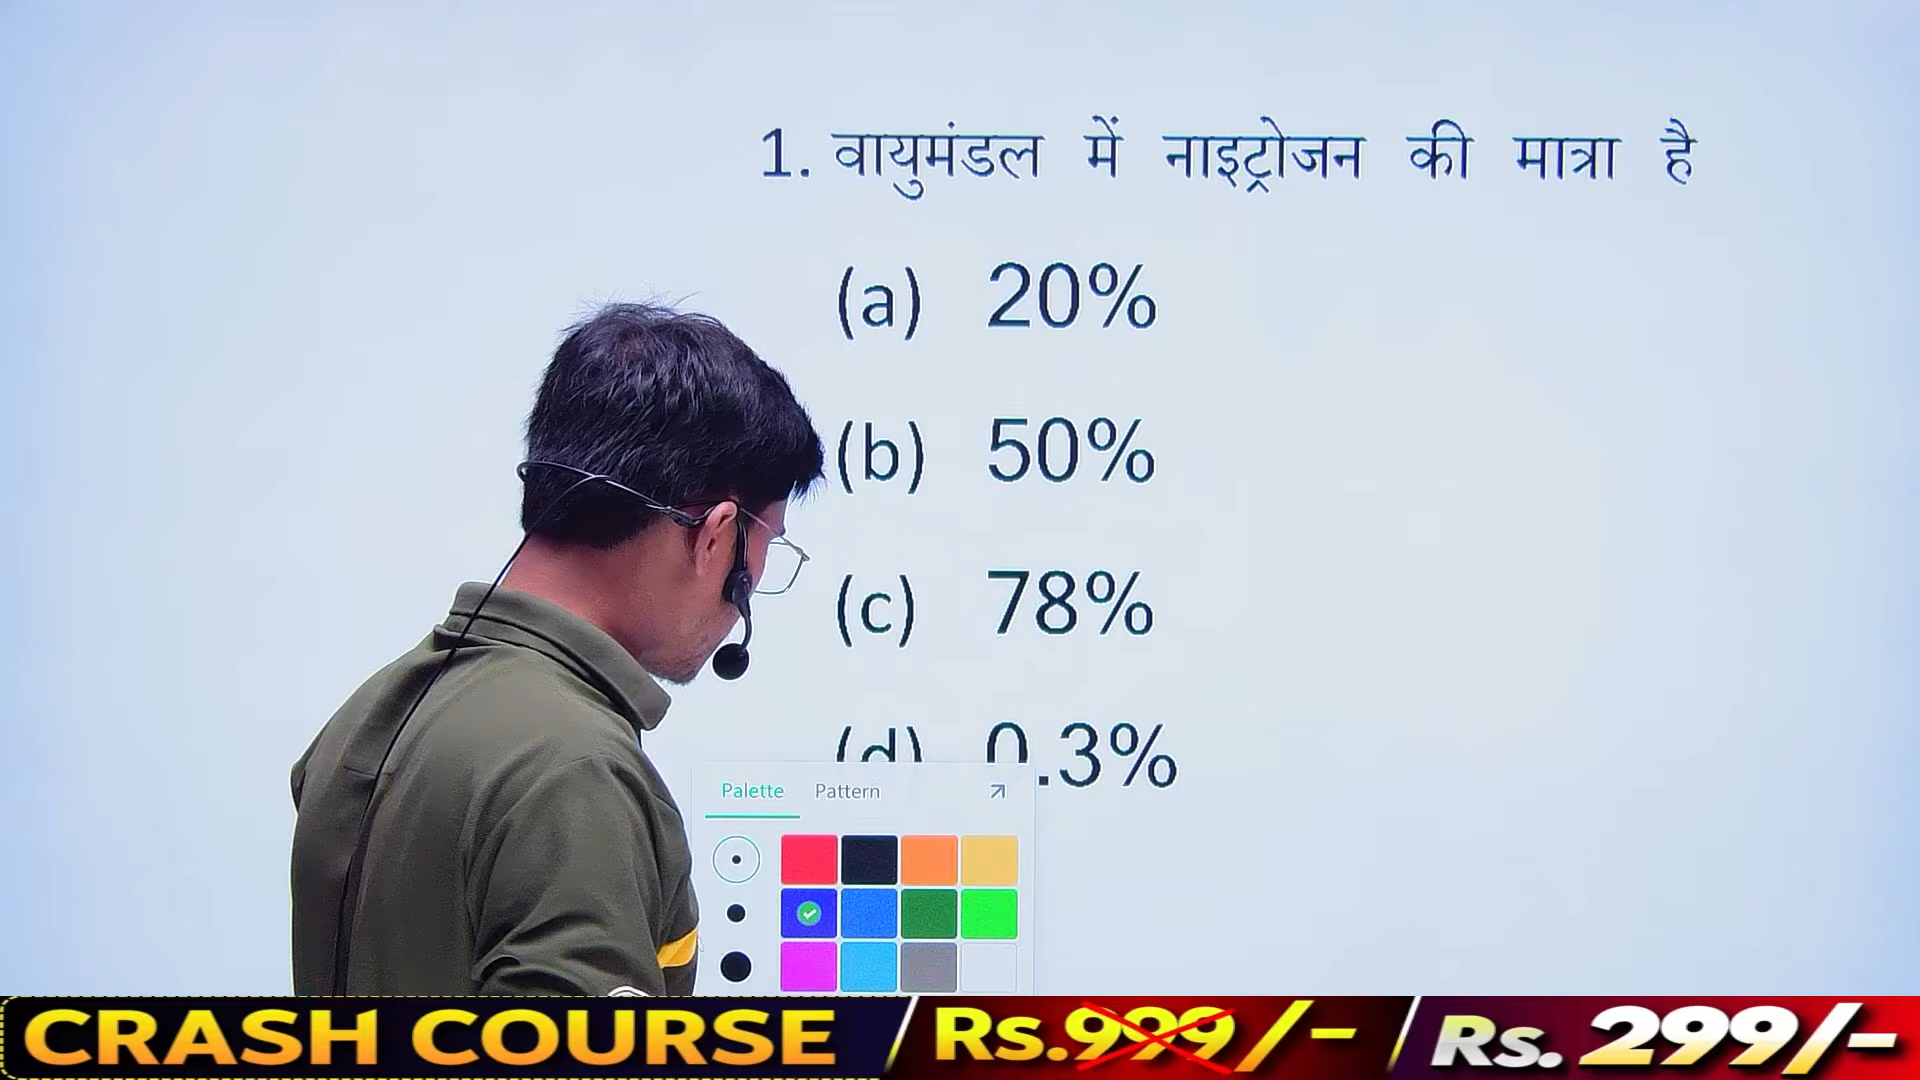 1. वायुमंडल में नाइट्रोजन की मात्रा है
(a) 20%
(b) 50%
(c) 78%
(d) 0.3%
Palette Pattern
CRASH COURSE Rs.999/- Rs. 299/-